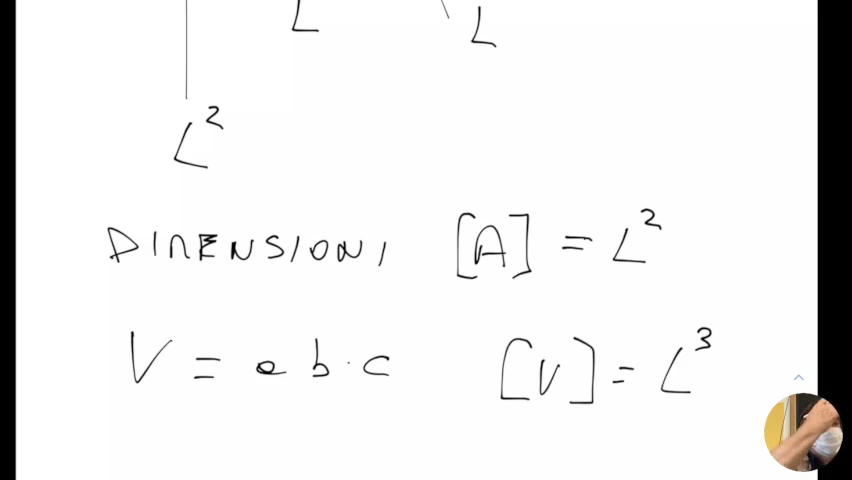 L L
L²
DIMENSIONI [A] = L²
V = a b · c [V] = L³